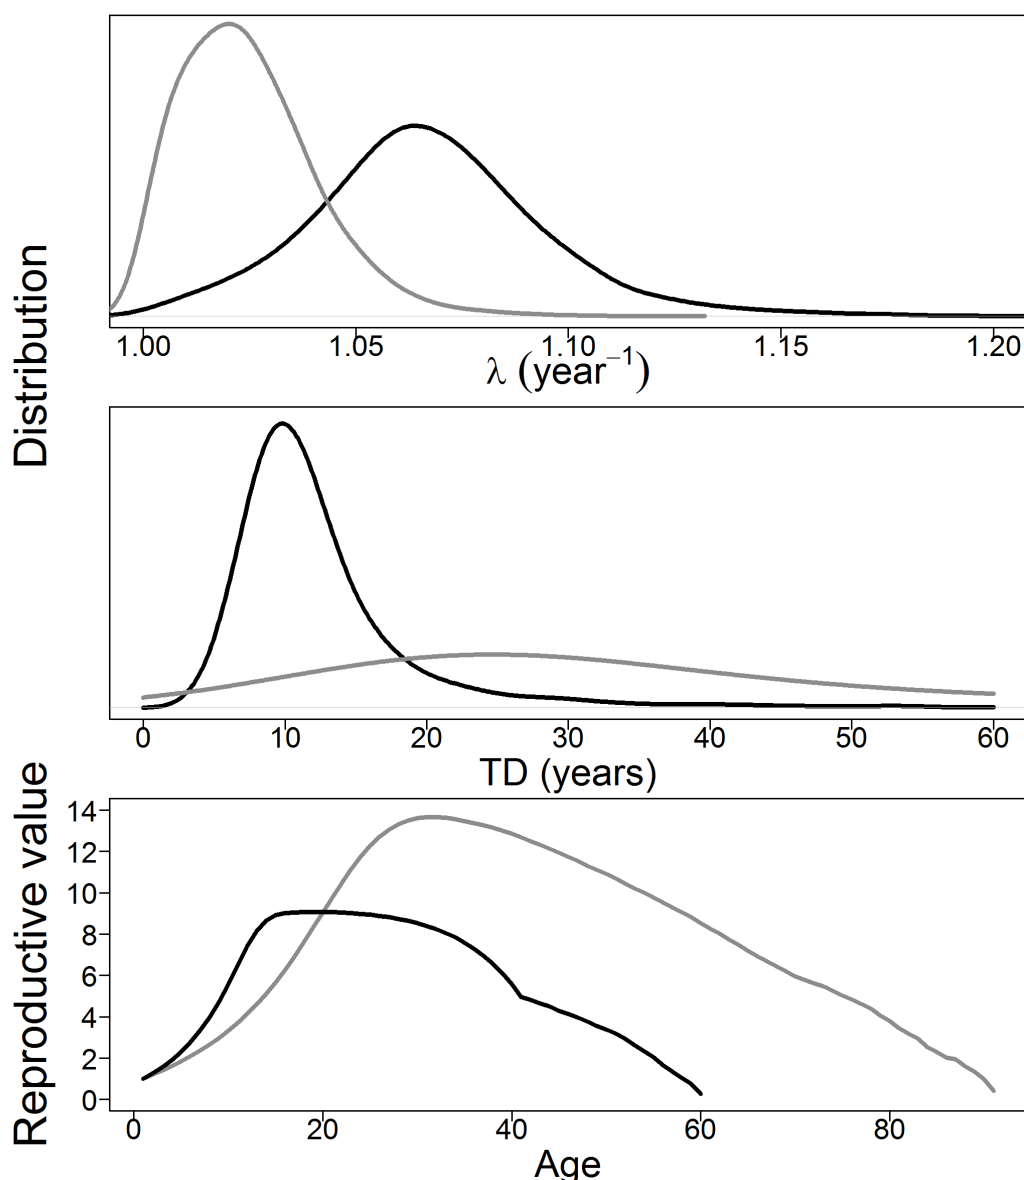 Distribution
1.00 1.05 1.10 1.15 1.20
λ (year⁻¹)
0 10 20 30 40 50 60
TD (years)
Reproductive value
14
12
10
8
6
4
2
0
0 20 40 60 80
Age